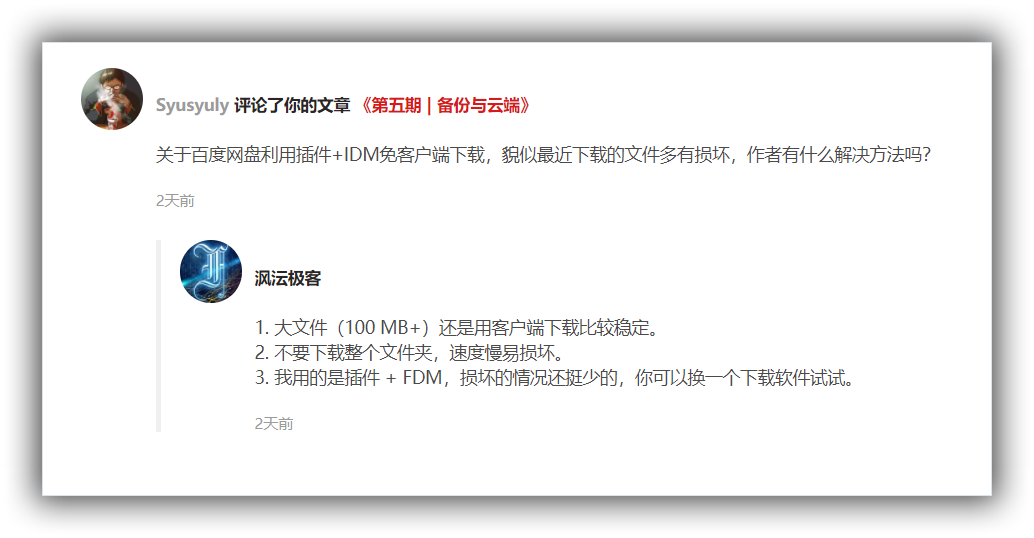 Syusyuly 评论了你的文章 《第五期 | 备份与云端》
关于百度网盘利用插件+IDM免客户端下载，貌似最近下载的文件多有损坏，作者有什么解决方法吗？
2天前
沨沄极客
1. 大文件（100 MB+）还是用客户端下载比较稳定。
2. 不要下载整个文件夹，速度慢易损坏。
3. 我用的是插件 + FDM，损坏的情况还挺少的，你可以换一个下载软件试试。
2天前